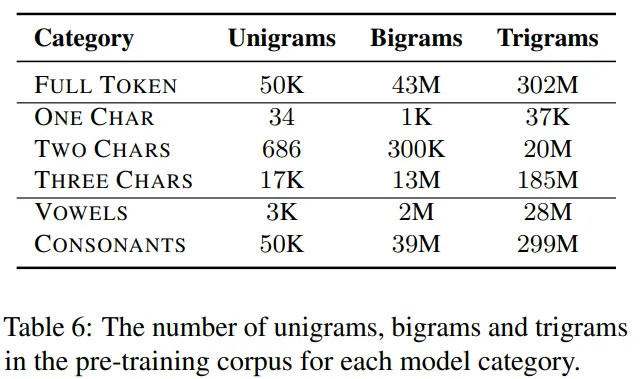 Category Unigrams Bigrams Trigrams
FULL TOKEN 50K 43M 302M
ONE CHAR 34 1K 37K
TWO CHARS 686 300K 20M
THREE CHARS 17K 13M 185M
VOWELS 3K 2M 28M
CONSONANTS 50K 39M 299M
Table 6: The number of unigrams, bigrams and trigrams
in the pre-training corpus for each model category.